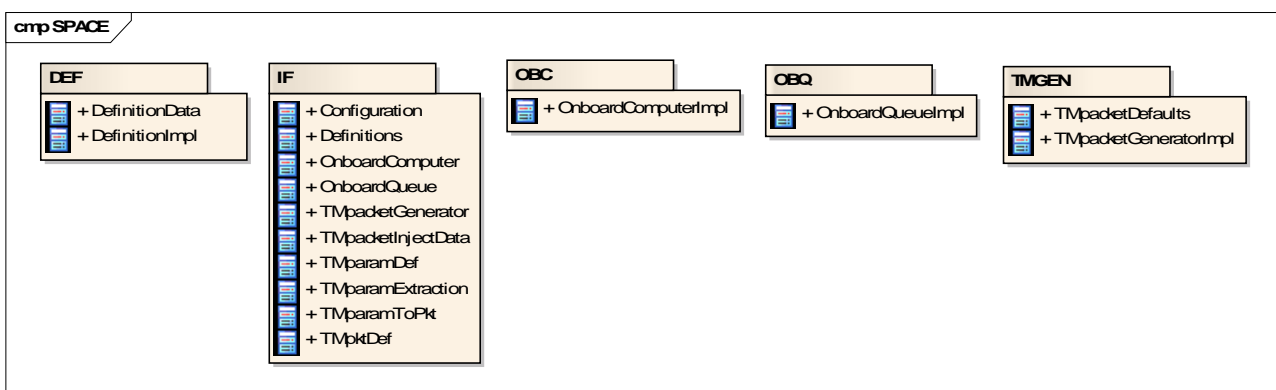 cmp SPACE
DEF
+ DefinitionData
+ DefinitionImpl
IF
+ Configuration
+ Definitions
+ OnboardComputer
+ OnboardQueue
+ TMpacketGenerator
+ TMpacketInjectData
+ TMparamDef
+ TMparamExtraction
+ TMparamToPkt
+ TMpktDef
OBC
+ OnboardComputerImpl
OBQ
+ OnboardQueueImpl
TMGEN
+ TMpacketDefaults
+ TMpacketGeneratorImpl